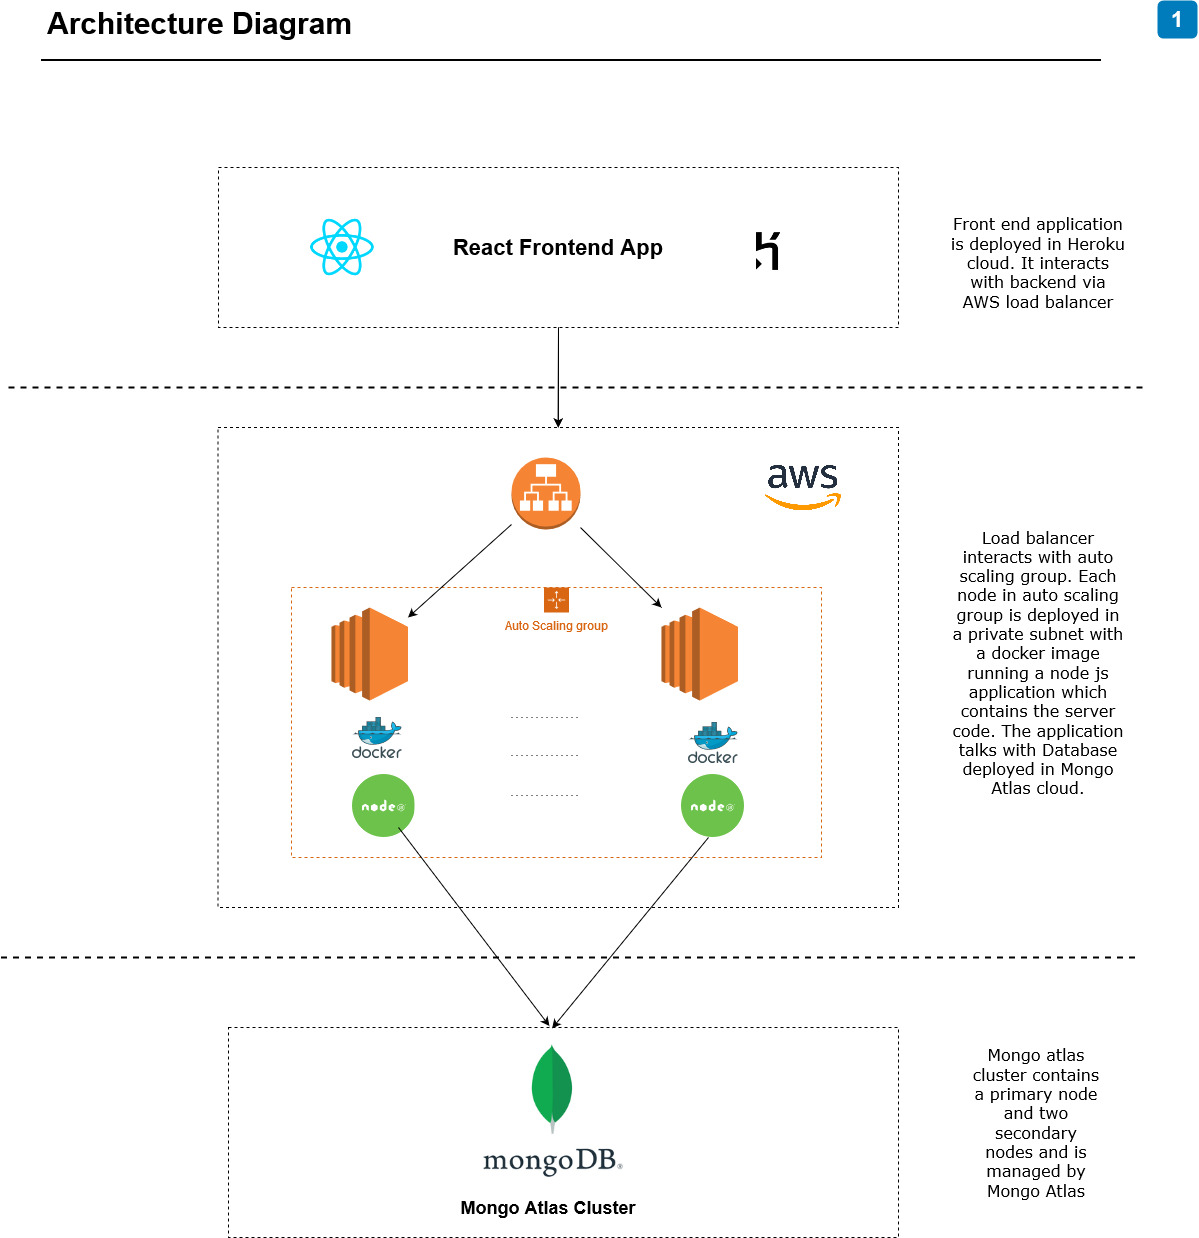 Architecture Diagram
1
React Frontend App
Front end application
is deployed in Heroku
cloud. It interacts
with backend via
AWS load balancer
aws
Auto Scaling group
docker
docker
node
node
Load balancer
interacts with auto
scaling group. Each
node in auto scaling
group is deployed in
a private subnet with
a docker image
running a node js
application which
contains the server
code. The application
talks with Database
deployed in Mongo
Atlas cloud.
mongoDB®
Mongo Atlas Cluster
Mongo atlas
cluster contains
a primary node
and two
secondary
nodes and is
managed by
Mongo Atlas